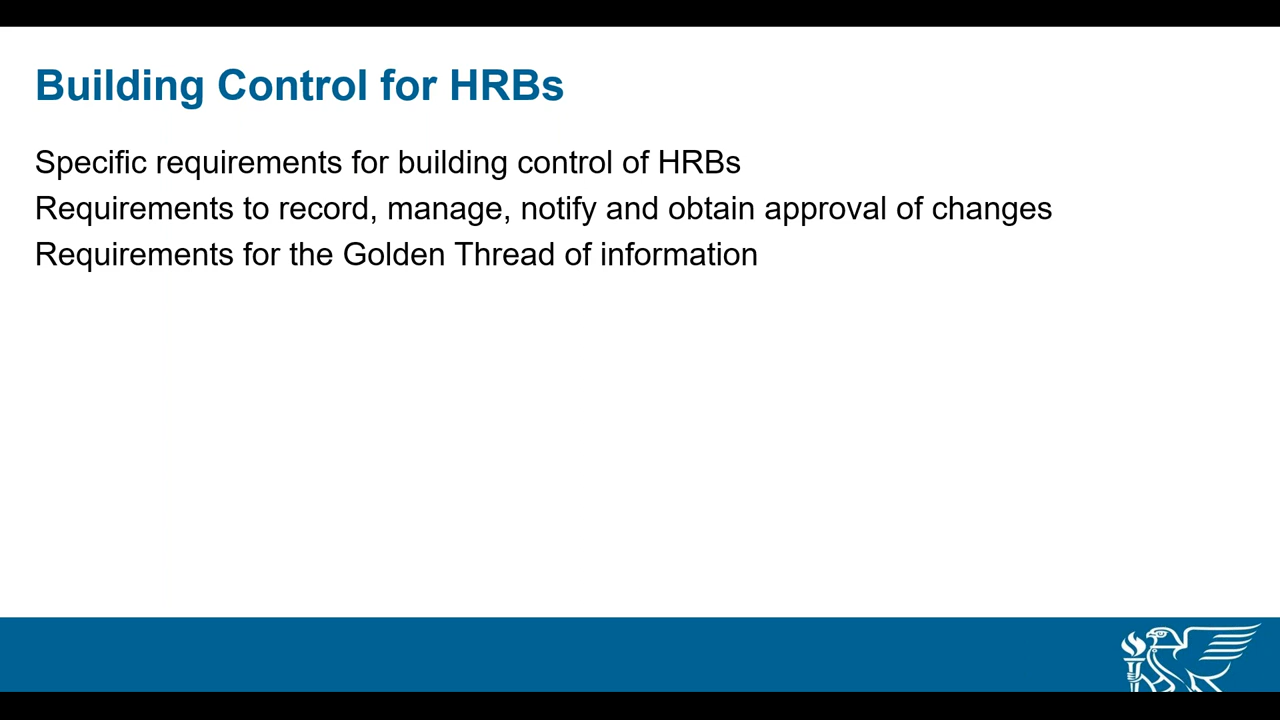 Building Control for HRBs
Specific requirements for building control of HRBs
Requirements to record, manage, notify and obtain approval of changes
Requirements for the Golden Thread of information